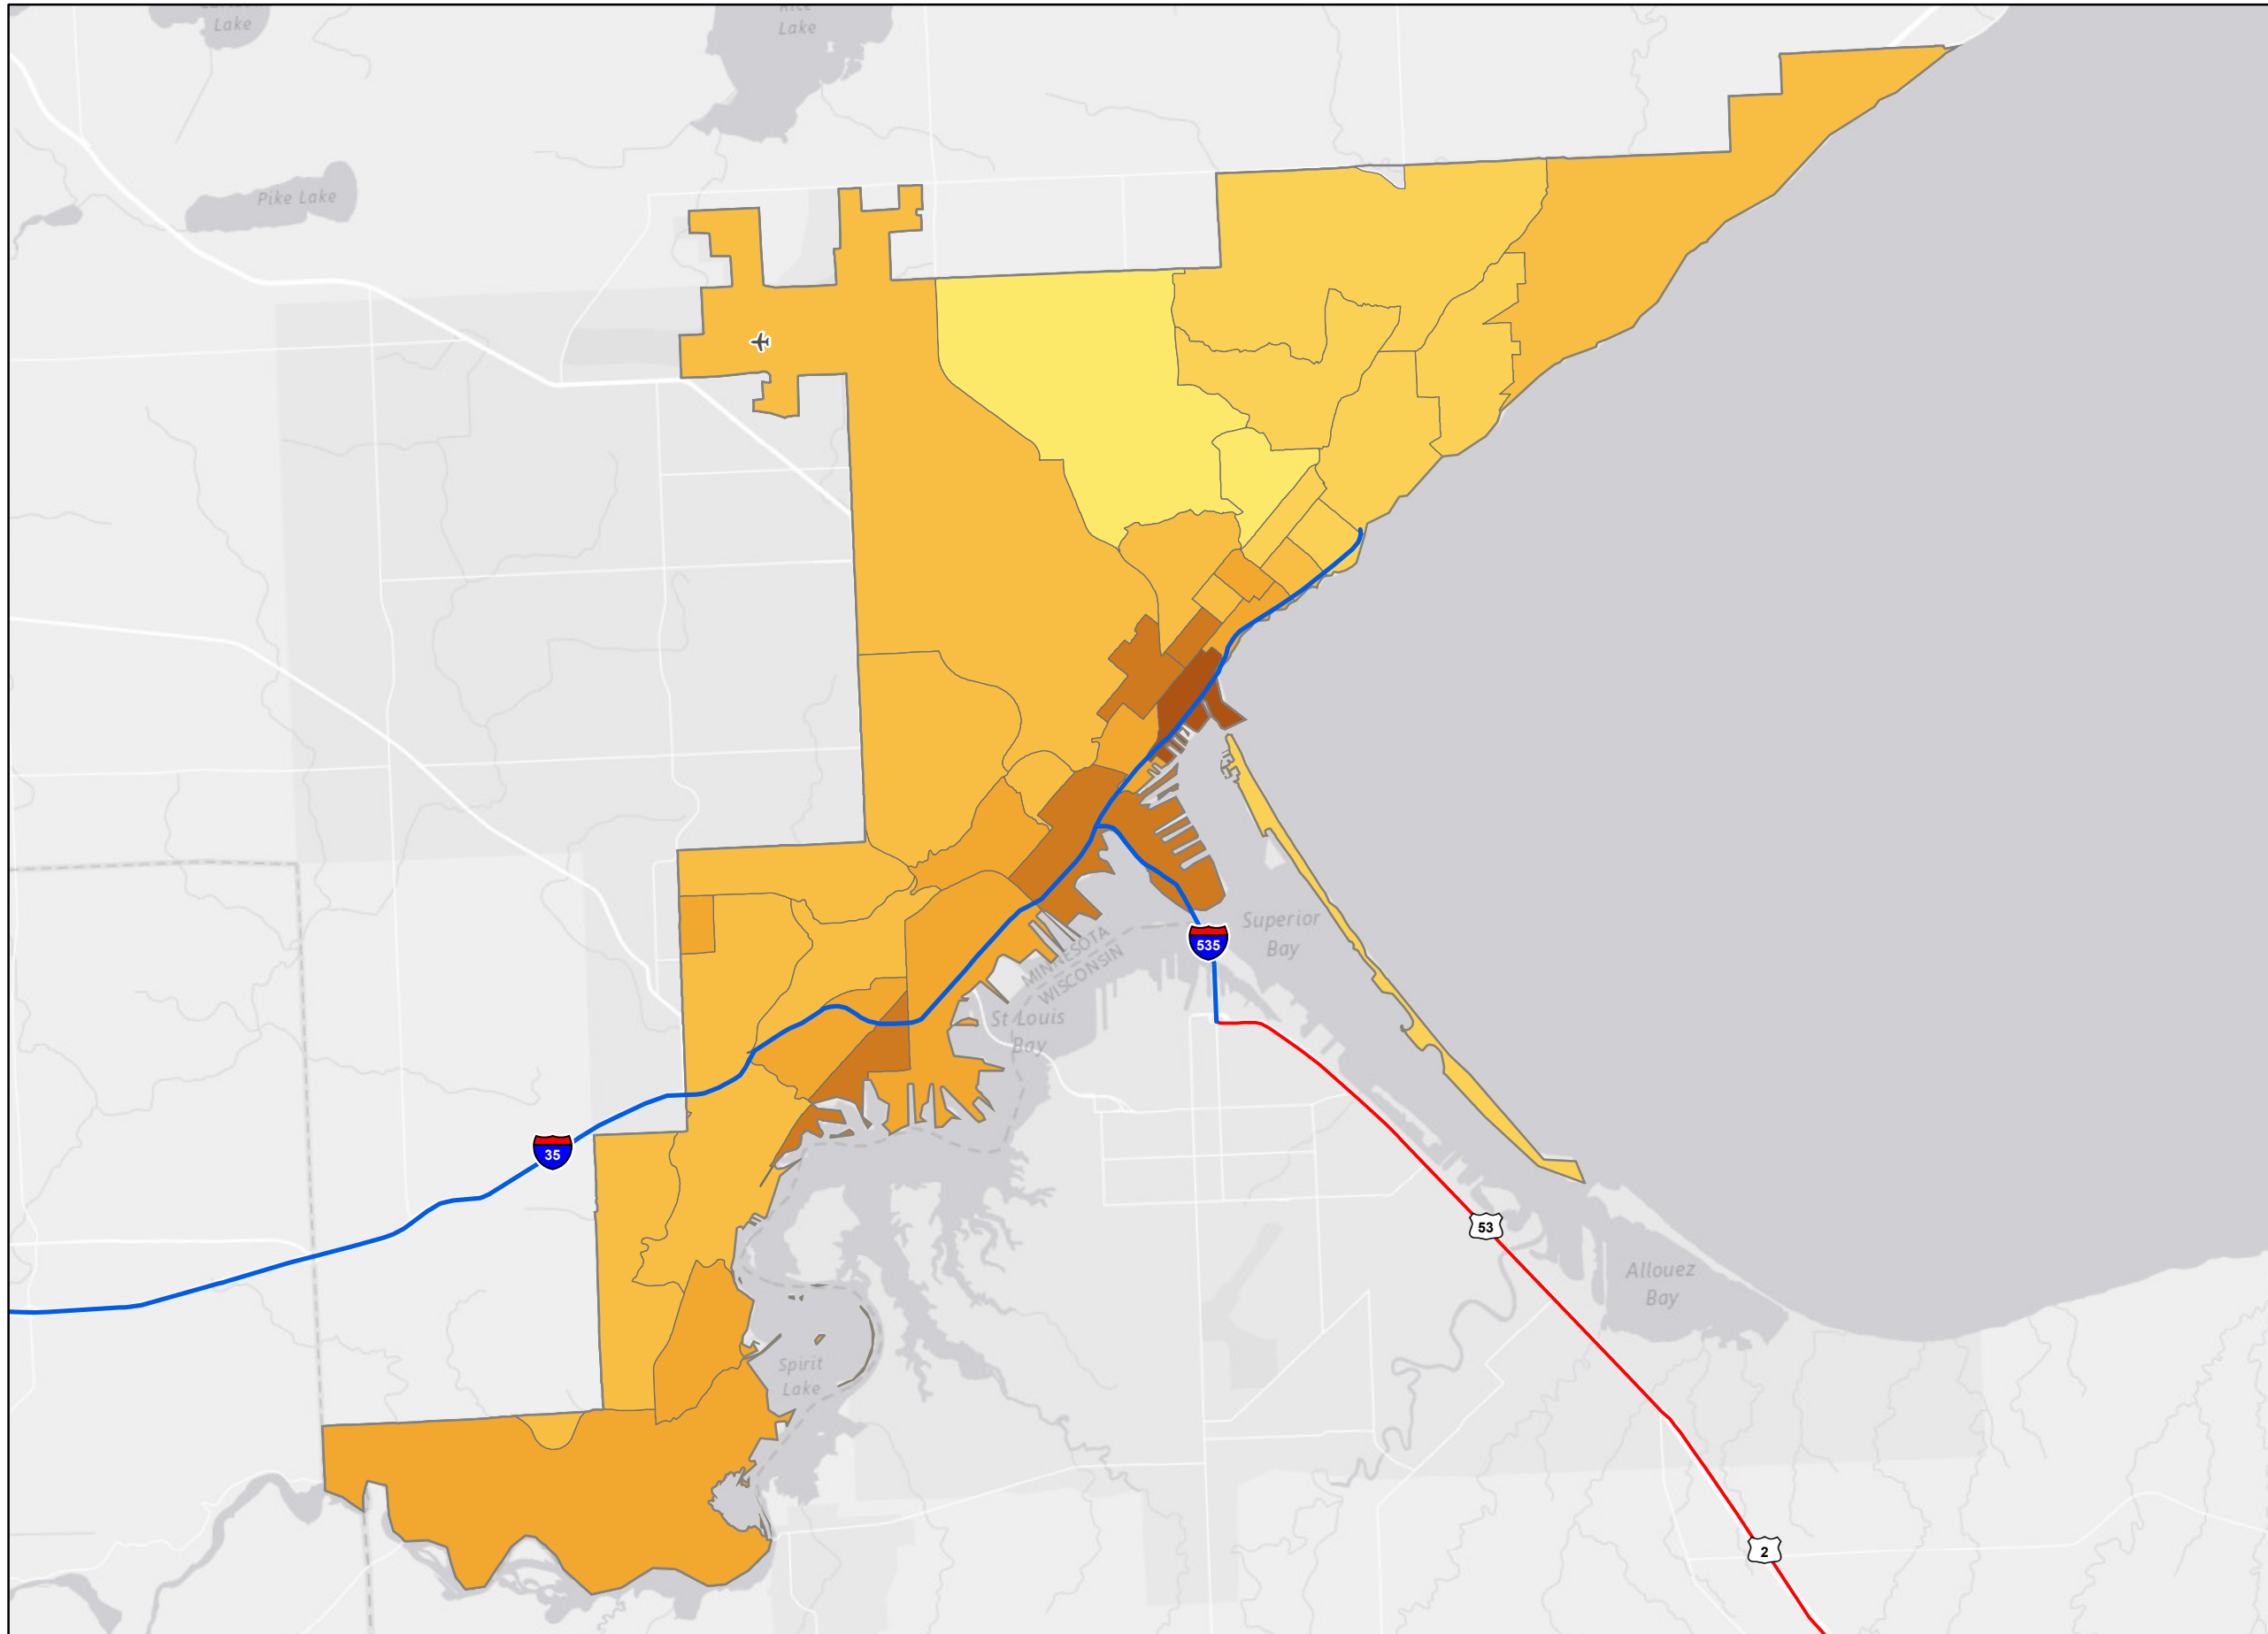 Lake
Rice
Lake
Pike Lake
Superior
Bay
MINNESOTA
WISCONSIN
535
St Louis
Bay
35
53
Allouez
Bay
Spirit
Lake
2